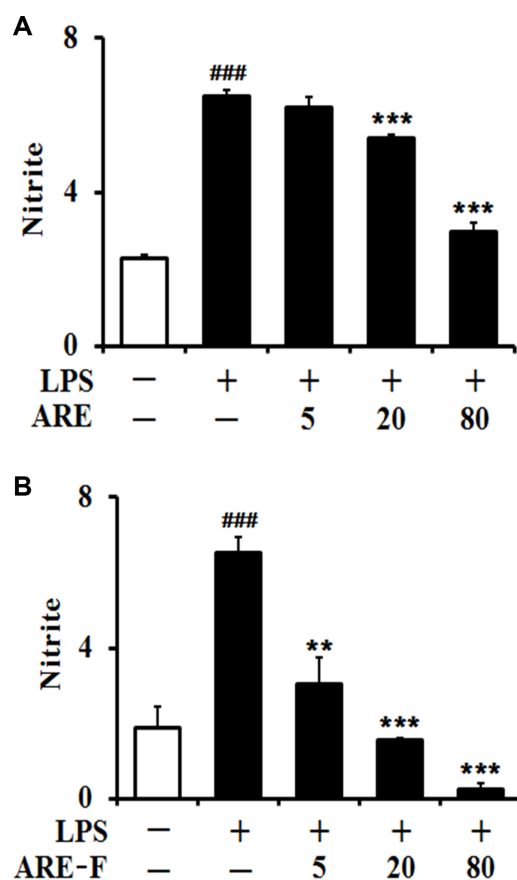 A
8
###
***
***
4
Nitrite
0
LPS − + + + +
ARE − − 5 20 80
B
8
###
**
***
***
4
Nitrite
0
LPS − + + + +
ARE-F − − 5 20 80